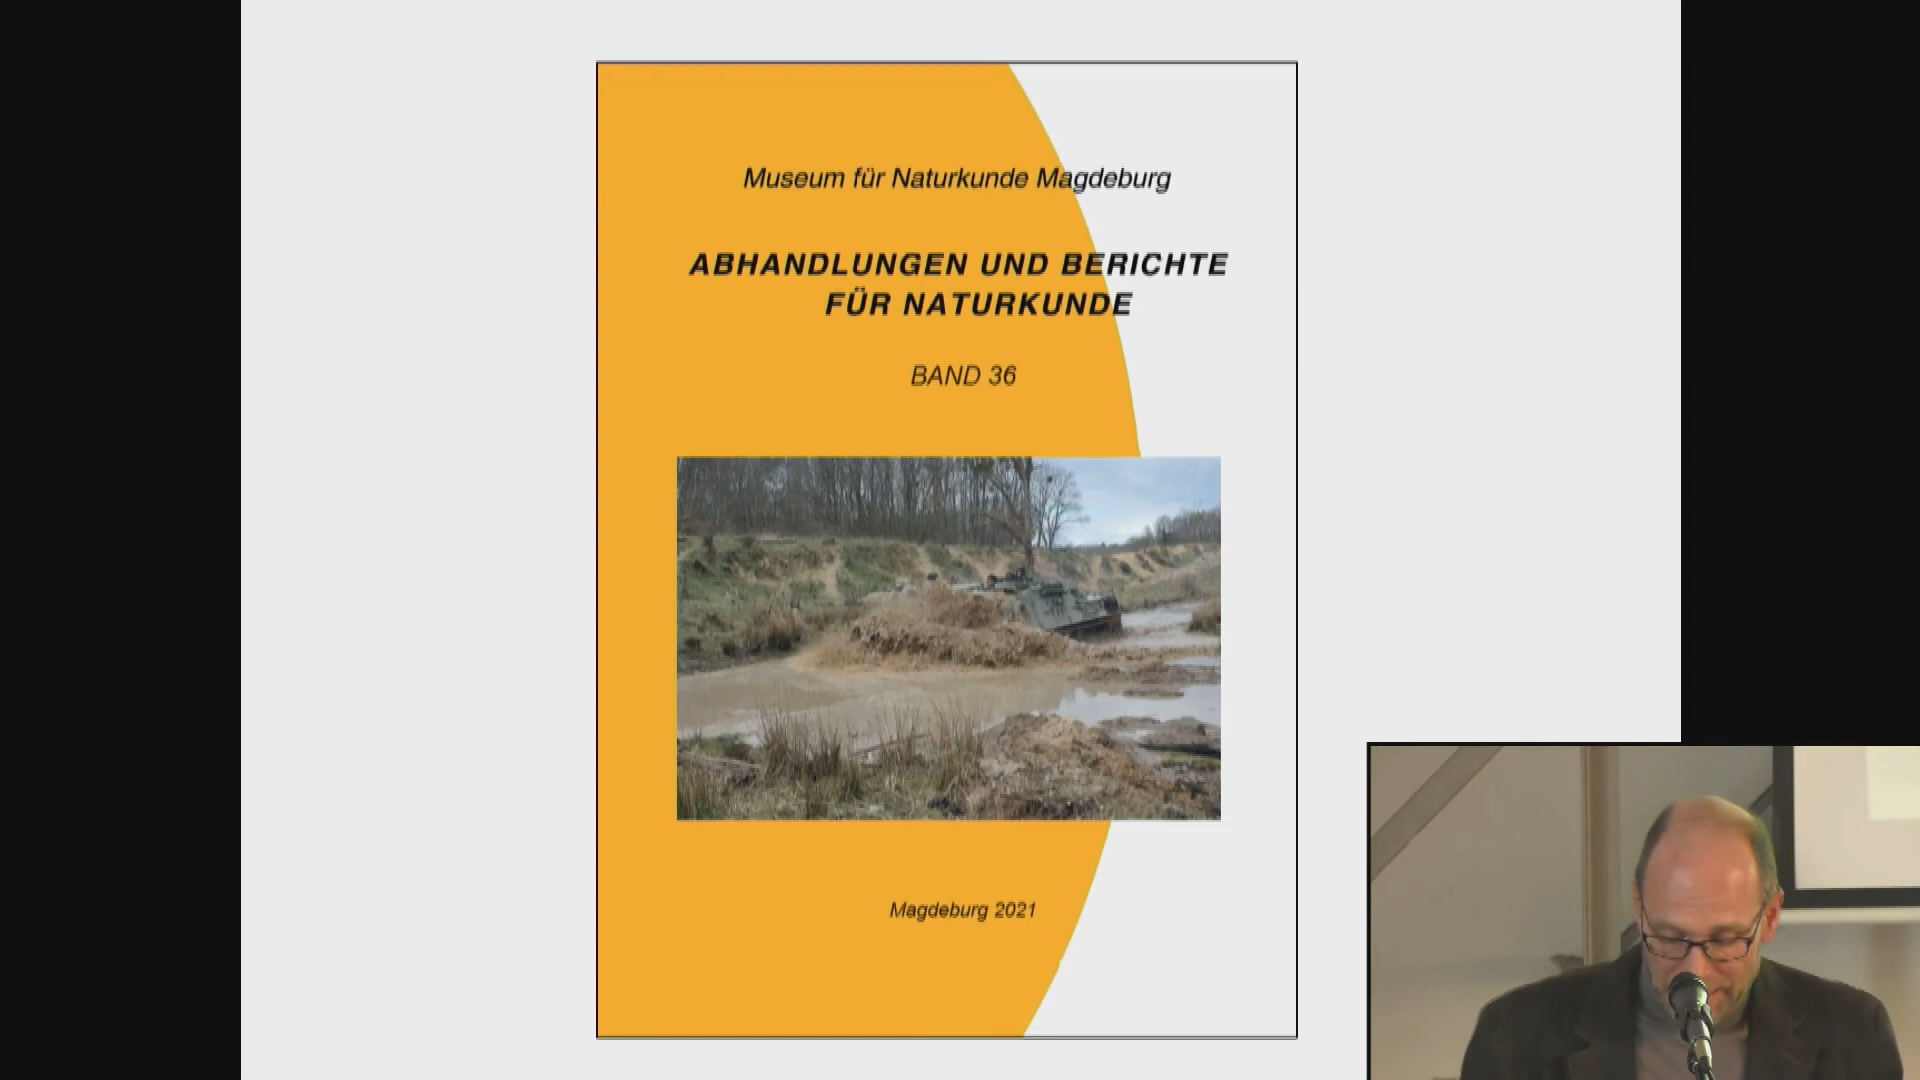 Museum für Naturkunde Magdeburg
ABHANDLUNGEN UND BERICHTE
FÜR NATURKUNDE
BAND 36
Magdeburg 2021